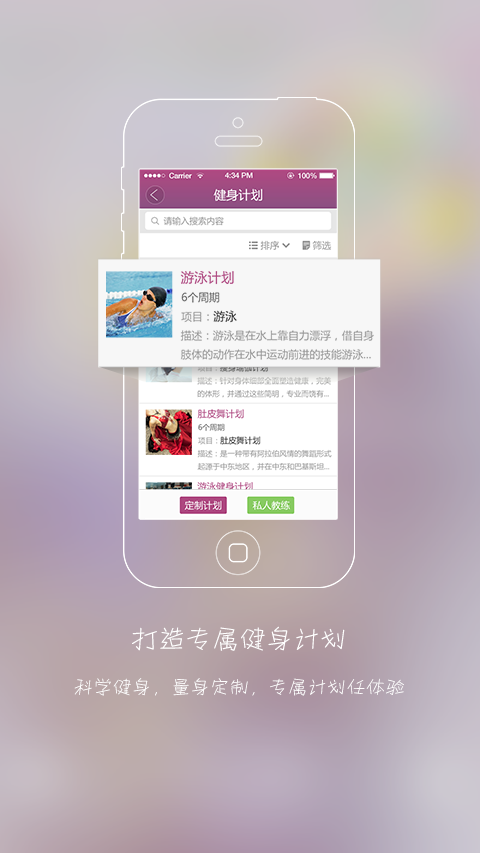 Carrier
4:34 PM
100%
健身计划
请输入搜索内容
排序
筛选
游泳计划
6个周期
项目：游泳
描述：游泳是在水上靠自力漂浮，借自身
肢体的动作在水中运动前进的技能游泳...
描述：针对身体细部全面塑造健康，完美
的体形，并通过这些简明，专业而饶有...
肚皮舞计划
6个周期
项目：肚皮舞计划
描述：是一种带有阿拉伯风情的舞蹈形式
起源于中东地区，并在中东和巴基斯坦...
游泳健身计划
定制计划
私人教练
打造专属健身计划
科学健身，量身定制，专属计划任体验